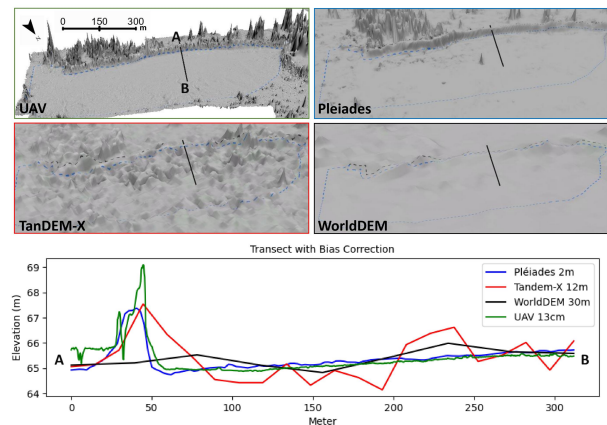 0 150 300
m
A
B
UAV
Pleiades
TanDEM-X
WorldDEM
Transect with Bias Correction
Elevation (m)
69
68
67
66
65
64
A
B
Pléiades 2m
Tandem-X 12m
WorldDEM 30m
UAV 13cm
0 50 100 150 200 250 300
Meter